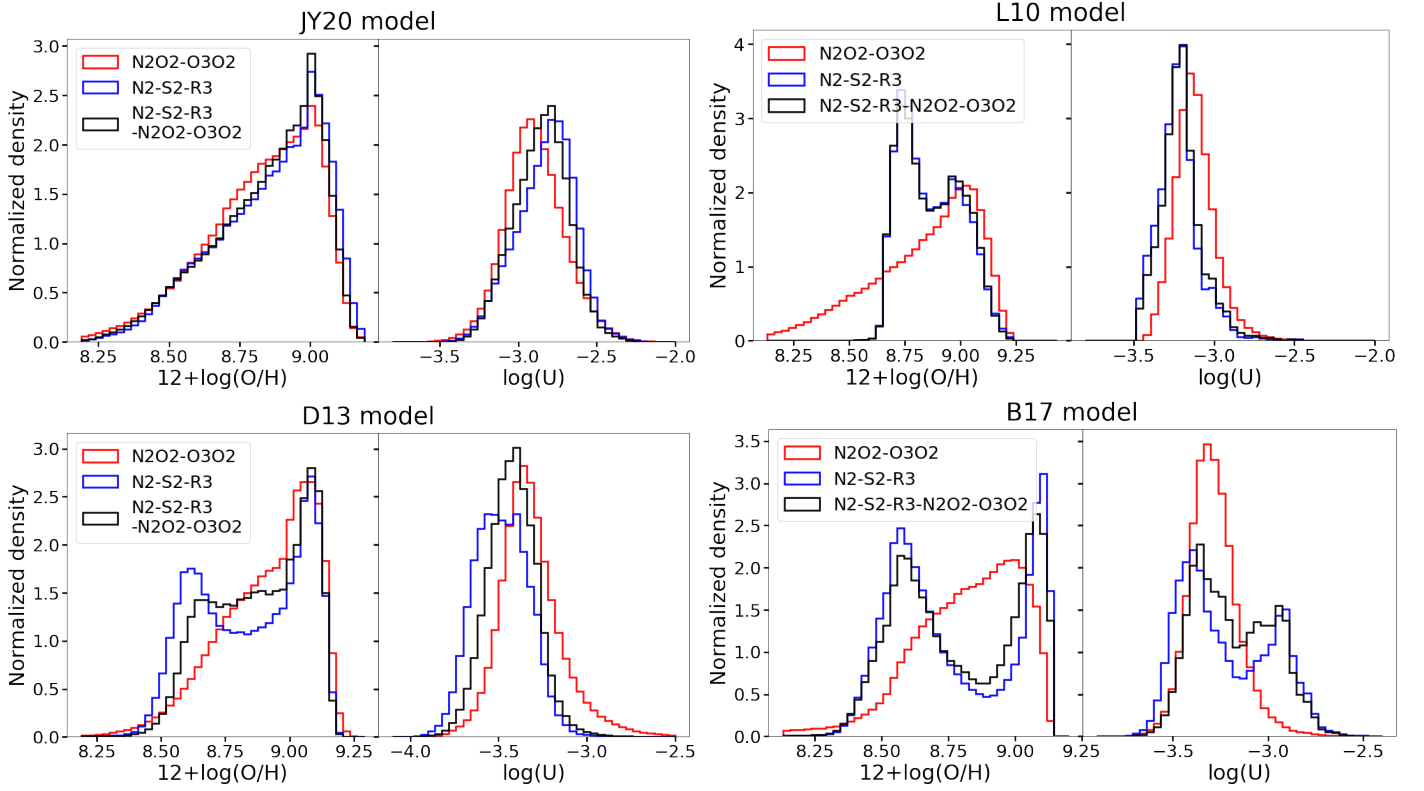 JY20 model
Normalized density
3.0
2.5
2.0
1.5
1.0
0.5
0.0
N2O2-O3O2
N2-S2-R3
N2-S2-R3
-N2O2-O3O2
8.25
8.50
8.75
9.00
12+log(O/H)
−3.5
−3.0
−2.5
−2.0
log(U)
L10 model
Normalized density
4
3
2
1
0
N2O2-O3O2
N2-S2-R3
N2-S2-R3-N2O2-O3O2
8.25
8.50
8.75
9.00
9.25
12+log(O/H)
−3.5
−3.0
−2.5
−2.0
log(U)
D13 model
Normalized density
3.0
2.5
2.0
1.5
1.0
0.5
0.0
N2O2-O3O2
N2-S2-R3
N2-S2-R3
-N2O2-O3O2
8.25
8.50
8.75
9.00
9.25
12+log(O/H)
−4.0
−3.5
−3.0
−2.5
log(U)
B17 model
Normalized density
3.5
3.0
2.5
2.0
1.5
1.0
0.5
0.0
N2O2-O3O2
N2-S2-R3
N2-S2-R3-N2O2-O3O2
8.25
8.50
8.75
9.00
9.25
12+log(O/H)
−3.5
−3.0
−2.5
log(U)